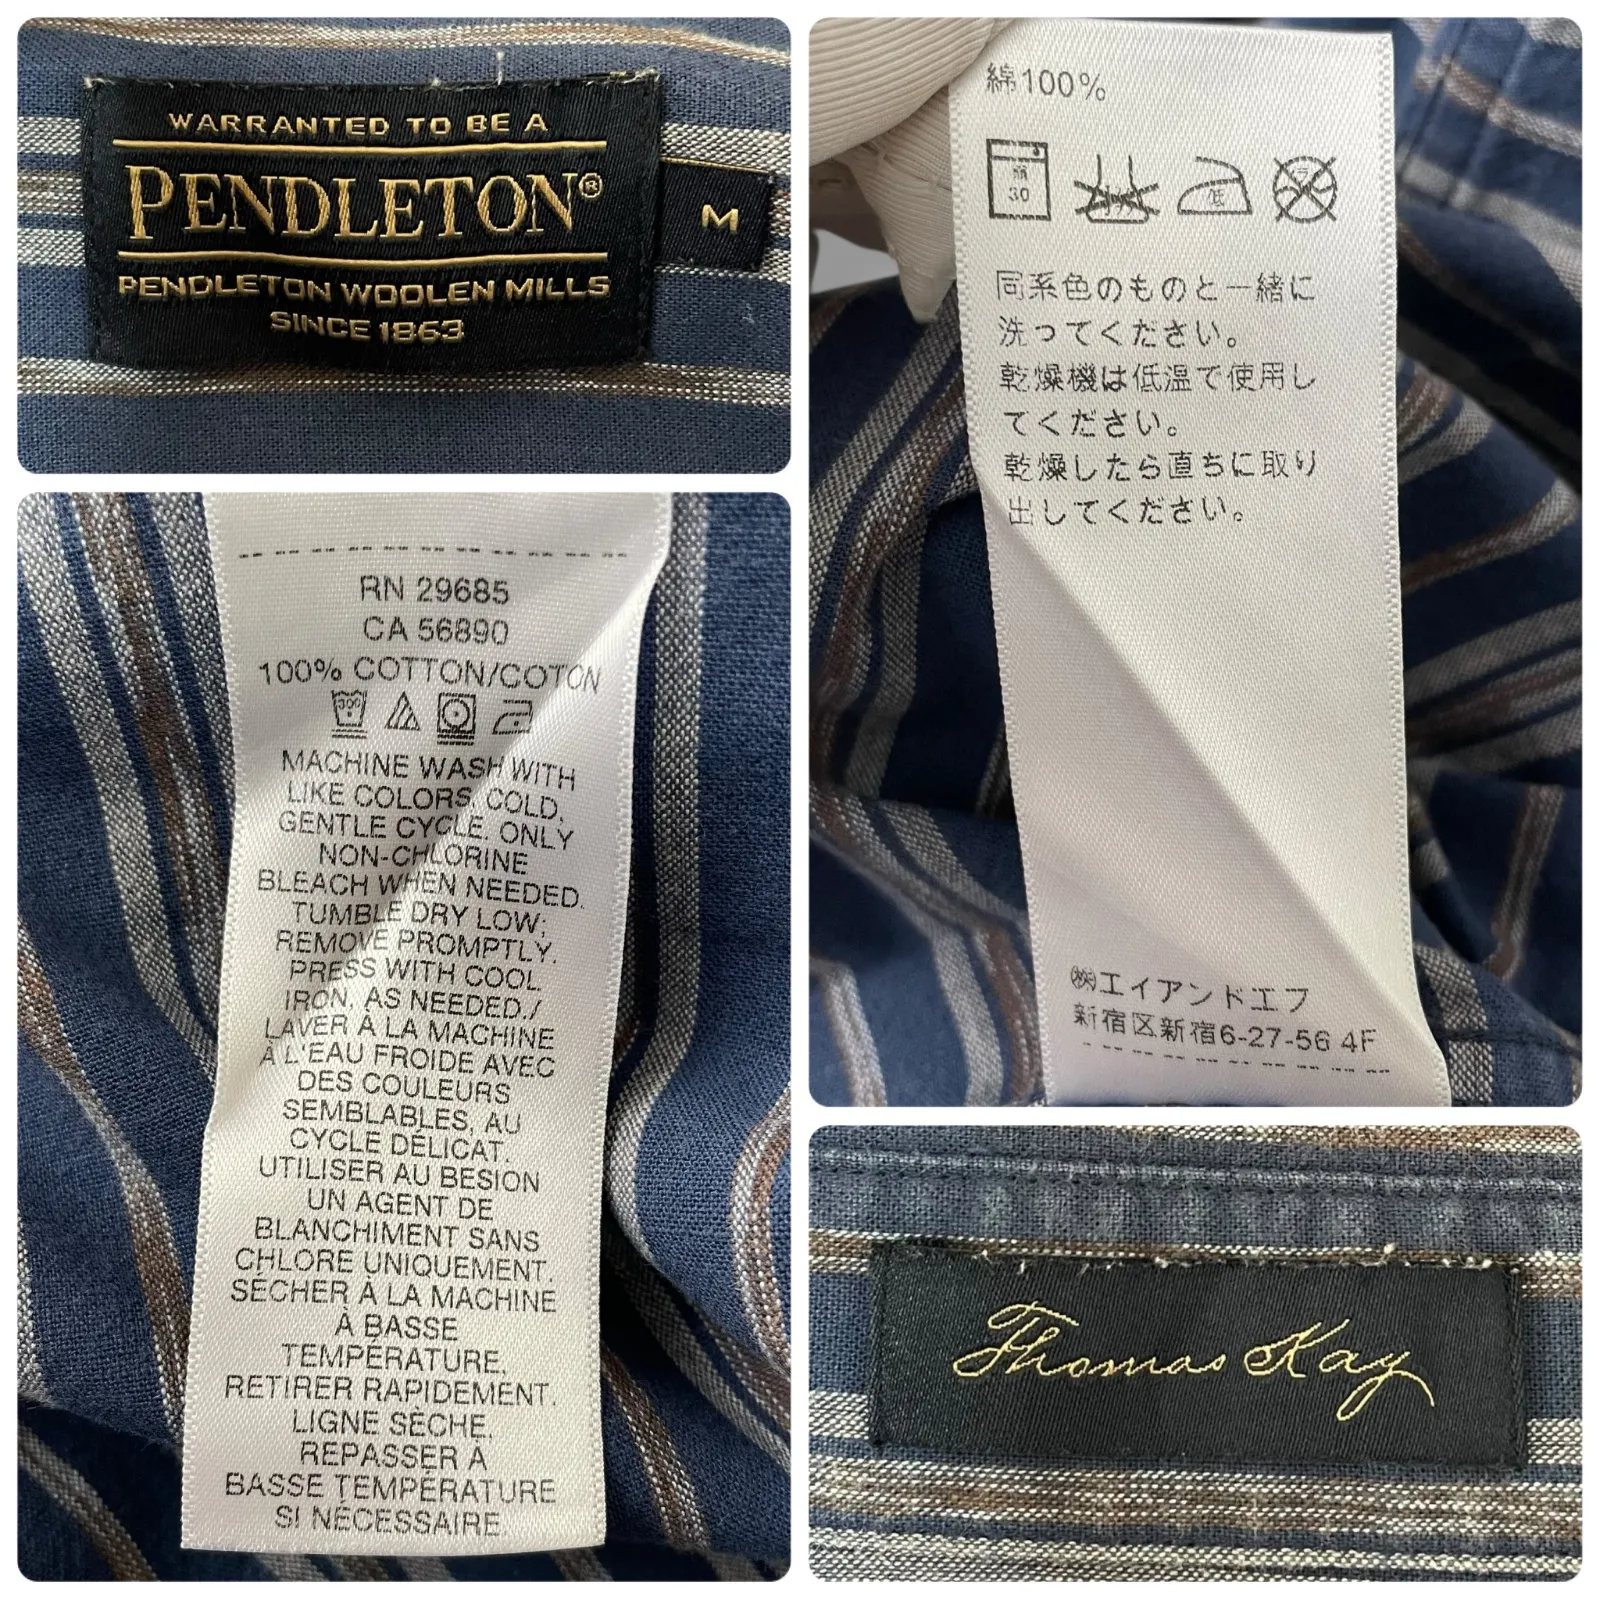 WARRANTED TO BE A
PENDLETON®
PENDLETON WOOLEN MILLS
SINCE 1863
M
RN 29685
CA 56890
100% COTTON/COTON
MACHINE WASH WITH
LIKE COLORS, COLD,
GENTLE CYCLE. ONLY
NON-CHLORINE
BLEACH WHEN NEEDED.
TUMBLE DRY LOW;
REMOVE PROMPTLY.
PRESS WITH COOL
IRON, AS NEEDED./
LAVER À LA MACHINE
À L'EAU FROIDE AVEC
DES COULEURS
SEMBLABLES, AU
CYCLE DÉLICAT.
UTILISER AU BESION
UN AGENT DE
BLANCHIMENT SANS
CHLORE UNIQUEMENT.
SÉCHER À LA MACHINE
À BASSE
TEMPÉRATURE.
RETIRER RAPIDEMENT.
LIGNE SÈCHE.
REPASSER À
BASSE TEMPÉRATURE
SI NÉCESSAIRE.
綿100%
30
低
同系色のものと一緒に
洗ってください。
乾燥機は低温で使用し
てください。
乾燥したら直ちに取り
出してください。
㈱エイアンドエフ
新宿区新宿6-27-56 4F
Thomas Kay